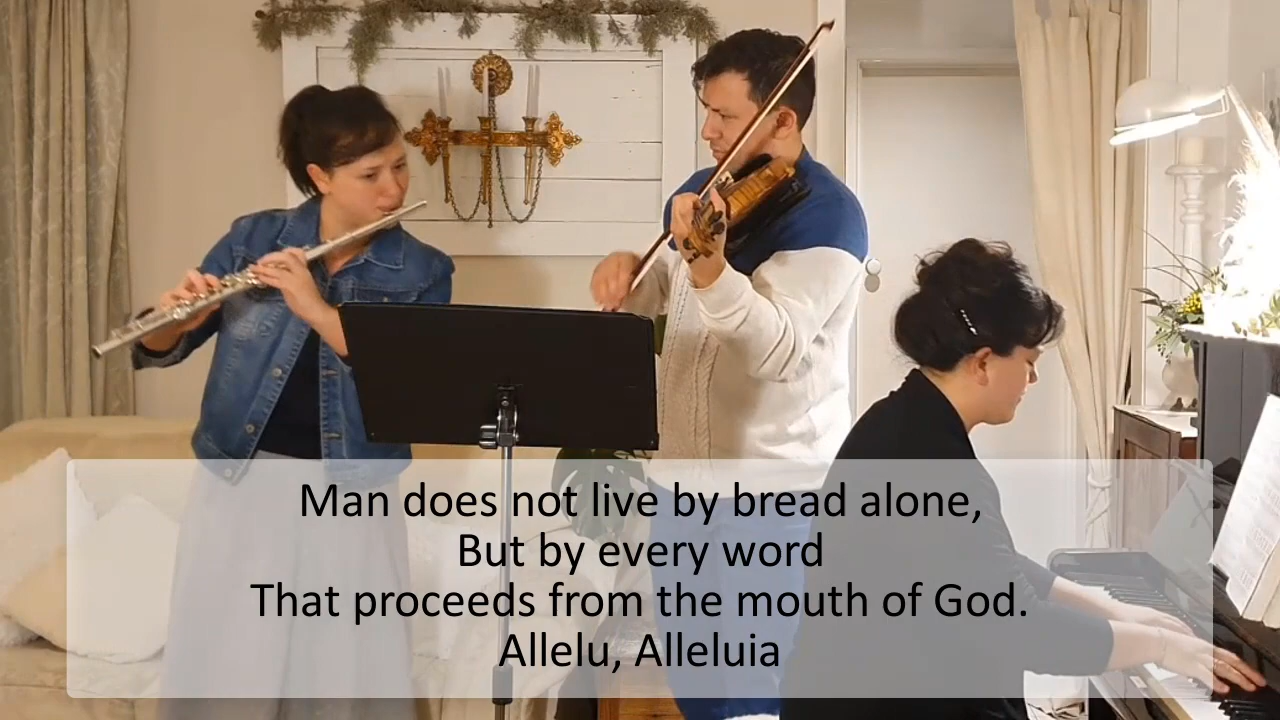 Man does not live by bread alone,
But by every word
That proceeds from the mouth of God.
Allelu, Alleluia